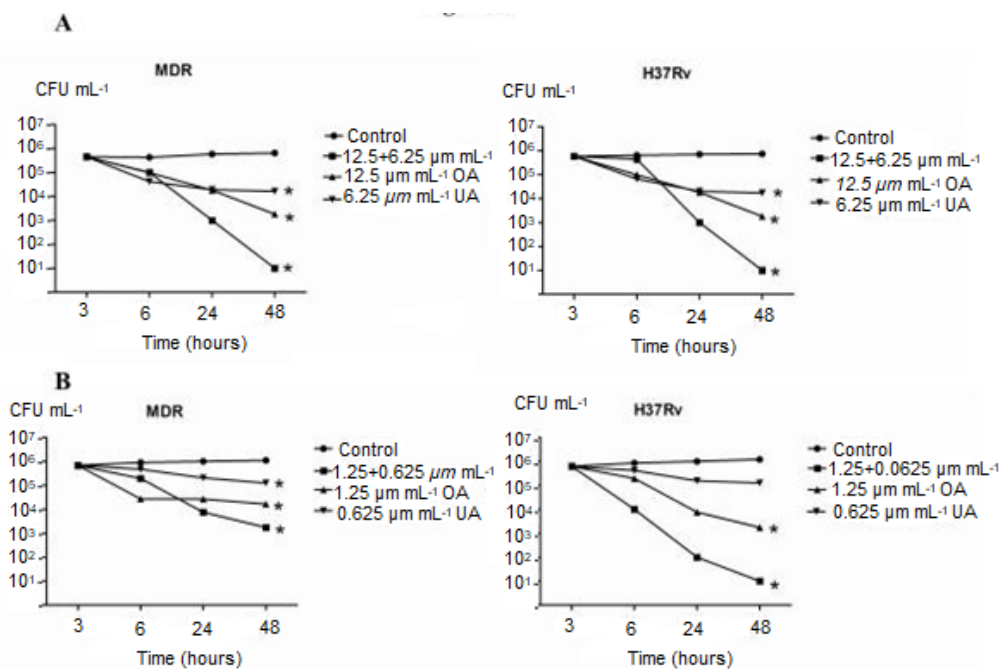 A
MDR
CFU mL-1
10⁷
10⁶
10⁵
10⁴
10³
10²
10¹
3 6 24 48
Time (hours)
Control
12.5+6.25 µm mL-1
12.5 µm mL-1 OA
6.25 µm mL-1 UA
* * *
H37Rv
CFU mL-1
10⁷
10⁶
10⁵
10⁴
10³
10²
10¹
3 6 24 48
Time (hours)
Control
12.5+6.25 µm mL-1
12.5 µm mL-1 OA
6.25 µm mL-1 UA
* * *
B
MDR
CFU mL-1
10⁷
10⁶
10⁵
10⁴
10³
10²
10¹
3 6 24 48
Time (hours)
Control
1.25+0.625 µm mL-1
1.25 µm mL-1 OA
0.625 µm mL-1 UA
* * *
H37Rv
CFU mL-1
10⁷
10⁶
10⁵
10⁴
10³
10²
10¹
3 6 24 48
Time (hours)
Control
1.25+0.0625 µm mL-1
1.25 µm mL-1 OA
0.625 µm mL-1 UA
* *